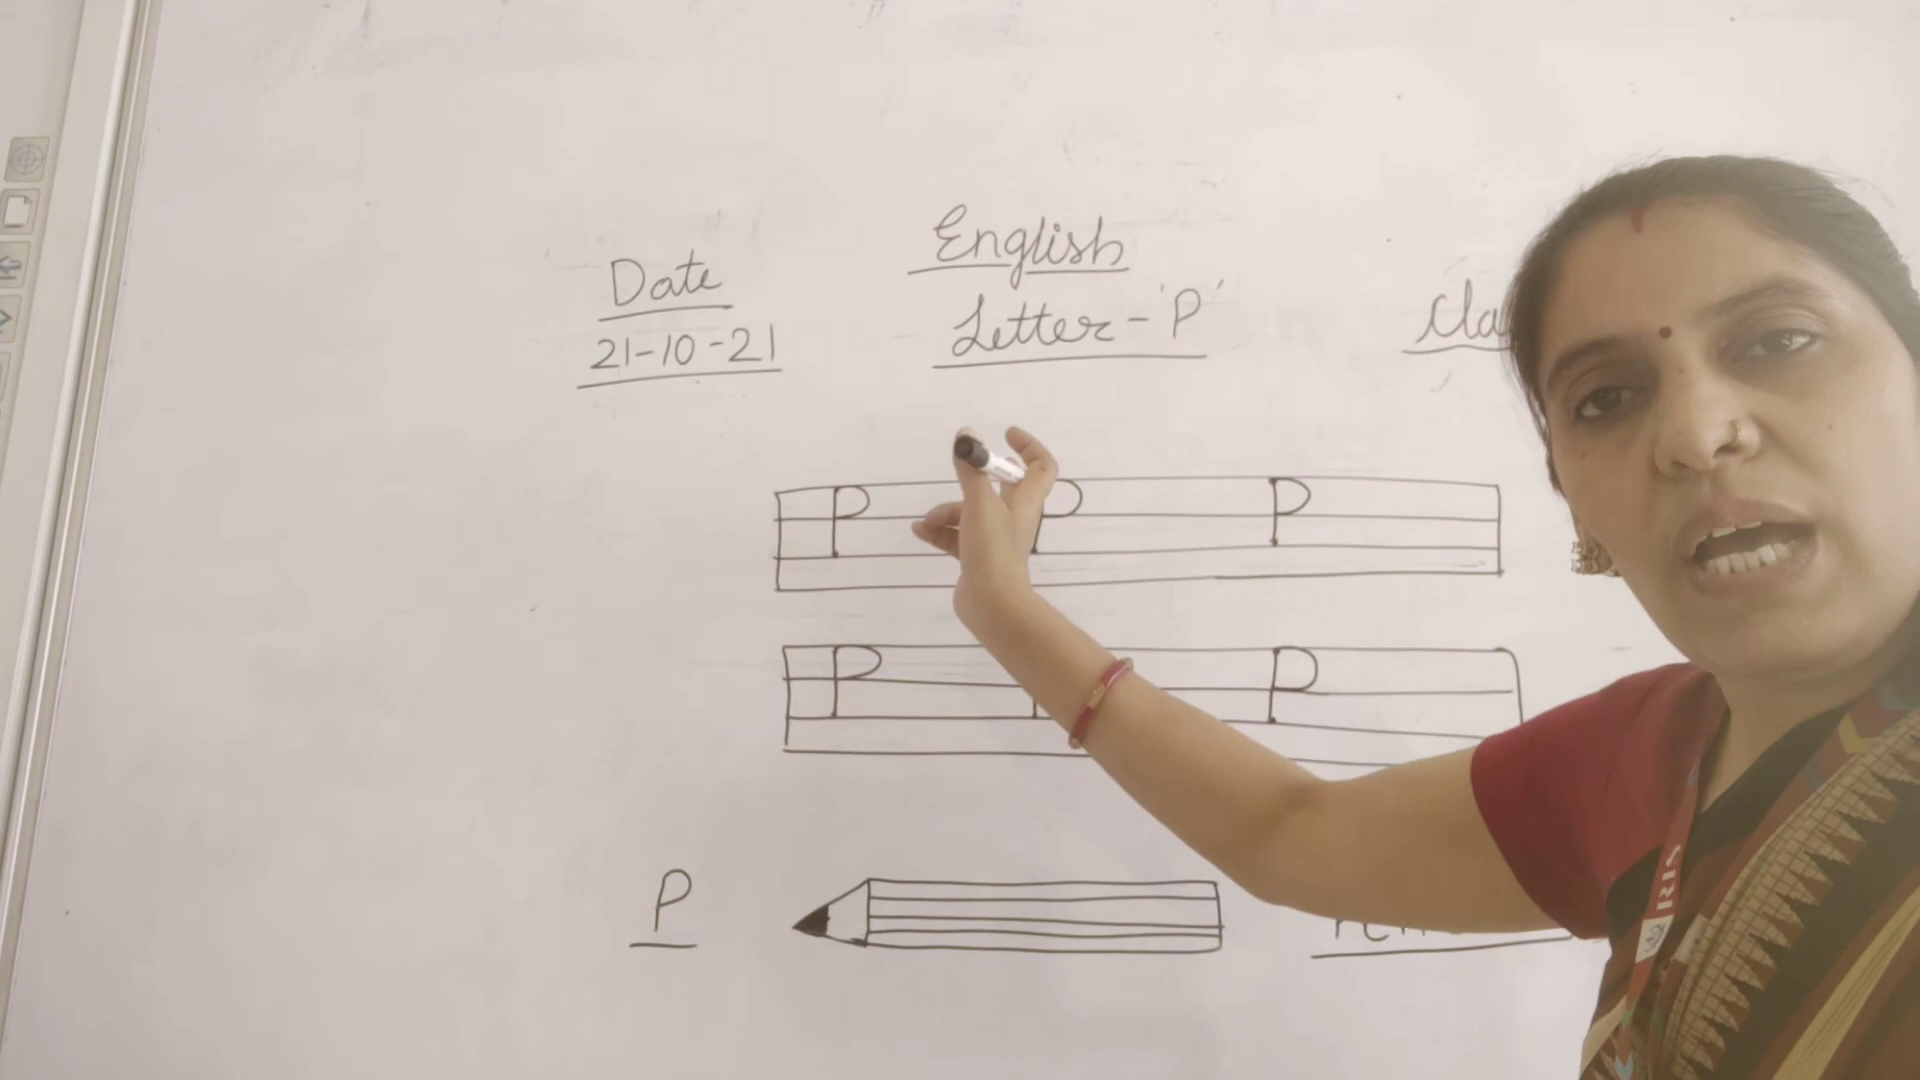 English
Date
Letter - 'P'
21-10-21
P P P
P P
P